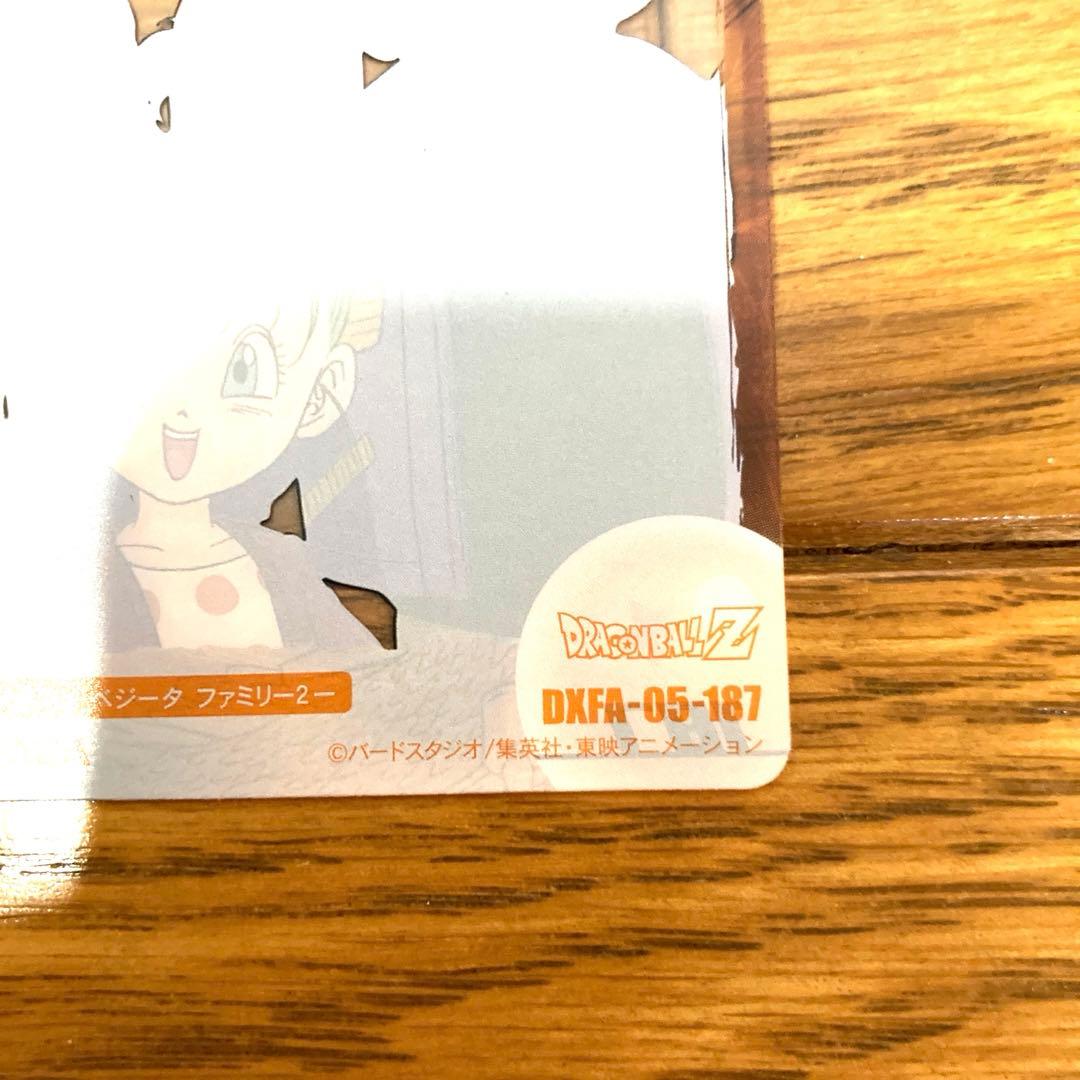 DRAGONBALL Z
DXFA-05-187
ベジータ ファミリー2ー
©バードスタジオ/集英社・東映アニメーション